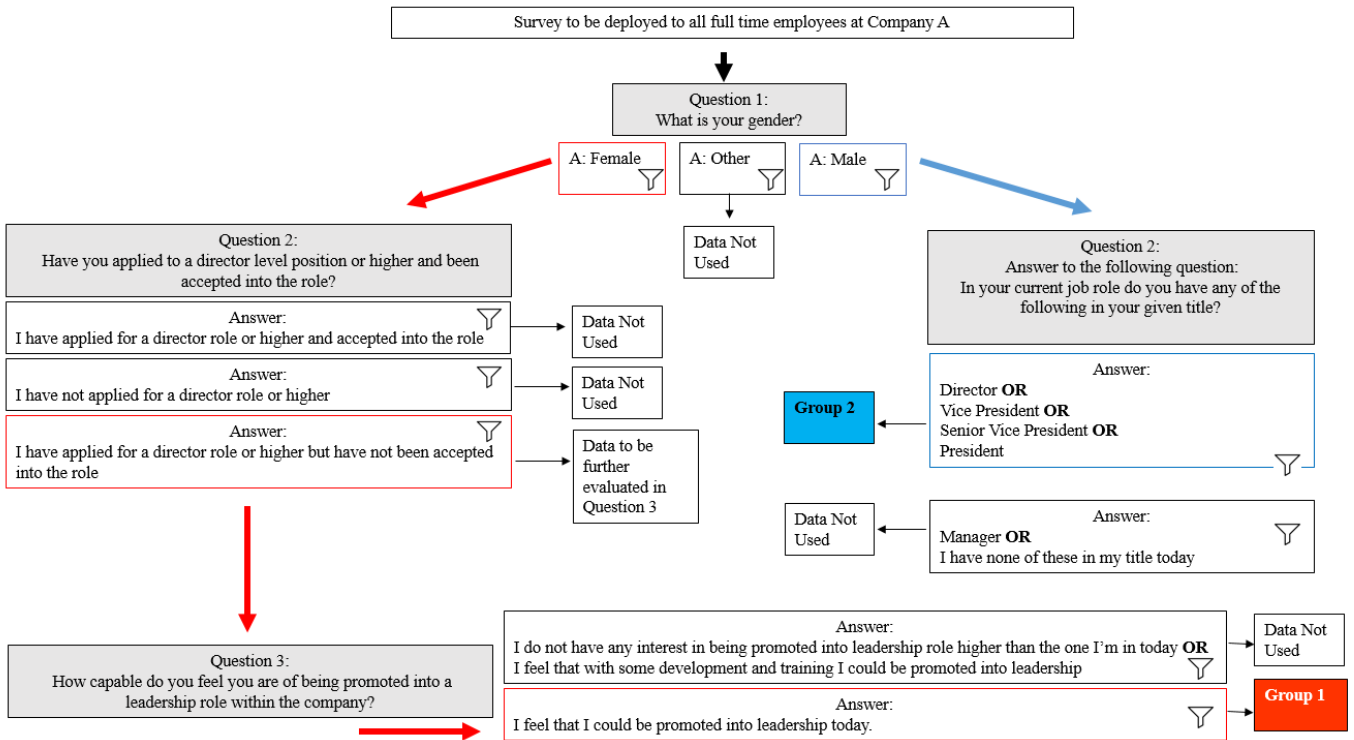 Survey to be deployed to all full time employees at Company A
Question 1:
What is your gender?
A: Female
A: Other
A: Male
Data Not
Used
Question 2:
Have you applied to a director level position or higher and been
accepted into the role?
Answer:
I have applied for a director role or higher and accepted into the role
Data Not
Used
Answer:
I have not applied for a director role or higher
Data Not
Used
Answer:
I have applied for a director role or higher but have not been accepted
into the role
Data to be
further
evaluated in
Question 3
Question 2:
Answer to the following question:
In your current job role do you have any of the
following in your given title?
Answer:
Director OR
Vice President OR
Senior Vice President OR
President
Group 2
Answer:
Manager OR
I have none of these in my title today
Data Not
Used
Question 3:
How capable do you feel you are of being promoted into a
leadership role within the company?
Answer:
I do not have any interest in being promoted into leadership role higher than the one I’m in today OR
I feel that with some development and training I could be promoted into leadership
Data Not
Used
Answer:
I feel that I could be promoted into leadership today.
Group 1